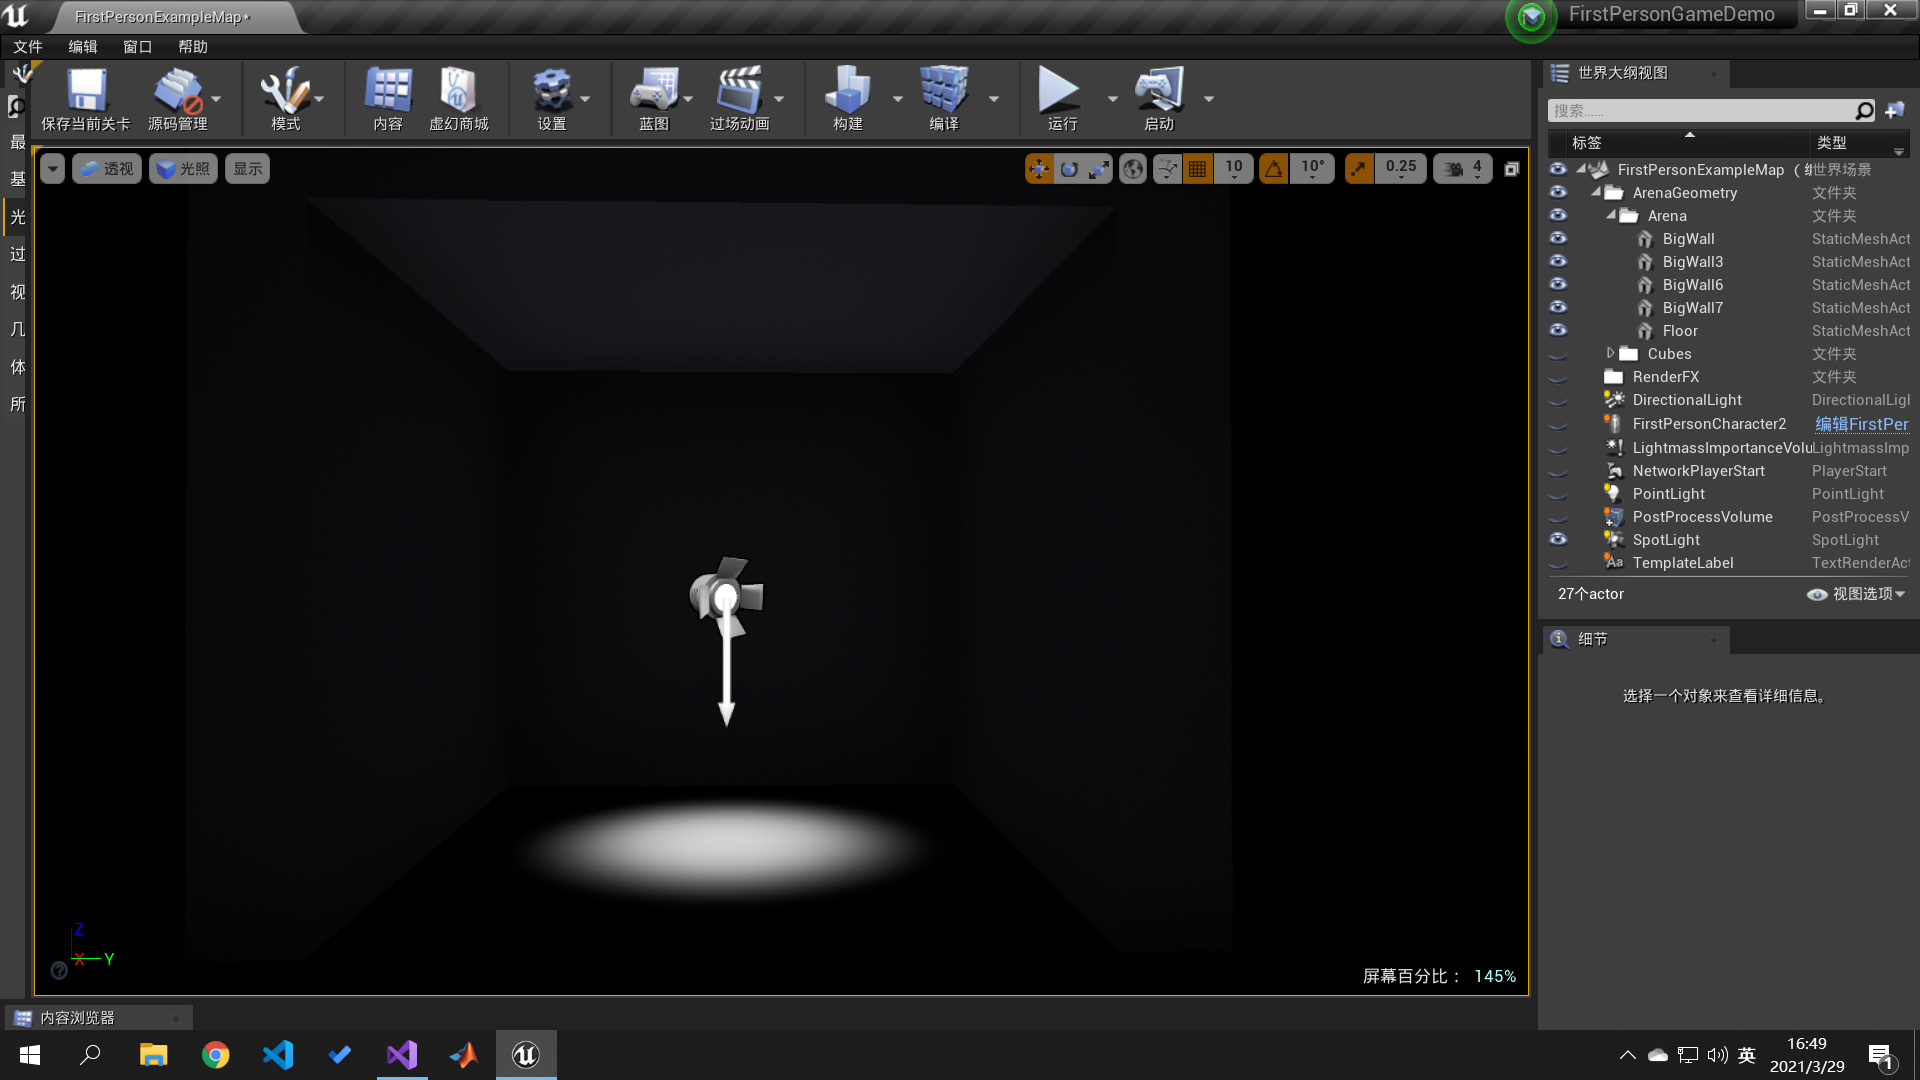 FirstPersonExampleMap*
FirstPersonGameDemo
文件 编辑 窗口 帮助
保存当前关卡 源码管理 模式 内容 虚幻商城 设置 蓝图 过场动画 构建 编译 运行 启动
最
基
光
过
视
几
体
所
透视 光照 显示
10 10° 0.25 4
Z
X Y
屏幕百分比： 145%
世界大纲视图
搜索......
标签 类型
FirstPersonExampleMap （编 世界场景
ArenaGeometry 文件夹
Arena 文件夹
BigWall StaticMeshAct
BigWall3 StaticMeshAct
BigWall6 StaticMeshAct
BigWall7 StaticMeshAct
Floor StaticMeshAct
Cubes 文件夹
RenderFX 文件夹
DirectionalLight DirectionalLigh
FirstPersonCharacter2 编辑FirstPer
LightmassImportanceVolu LightmassImp
NetworkPlayerStart PlayerStart
PointLight PointLight
PostProcessVolume PostProcessV
SpotLight SpotLight
TemplateLabel TextRenderAct
27个actor 视图选项
细节
选择一个对象来查看详细信息。
内容浏览器
英
16:49
2021/3/29
1